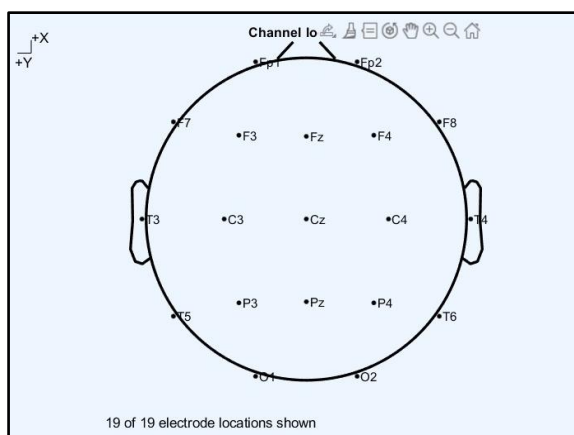 Channel lo
+X
+Y
Fp1 Fp2
F7 F8
F3 Fz F4
T3 C3 Cz C4 T4
P3 Pz P4
T5 T6
O1 O2
19 of 19 electrode locations shown